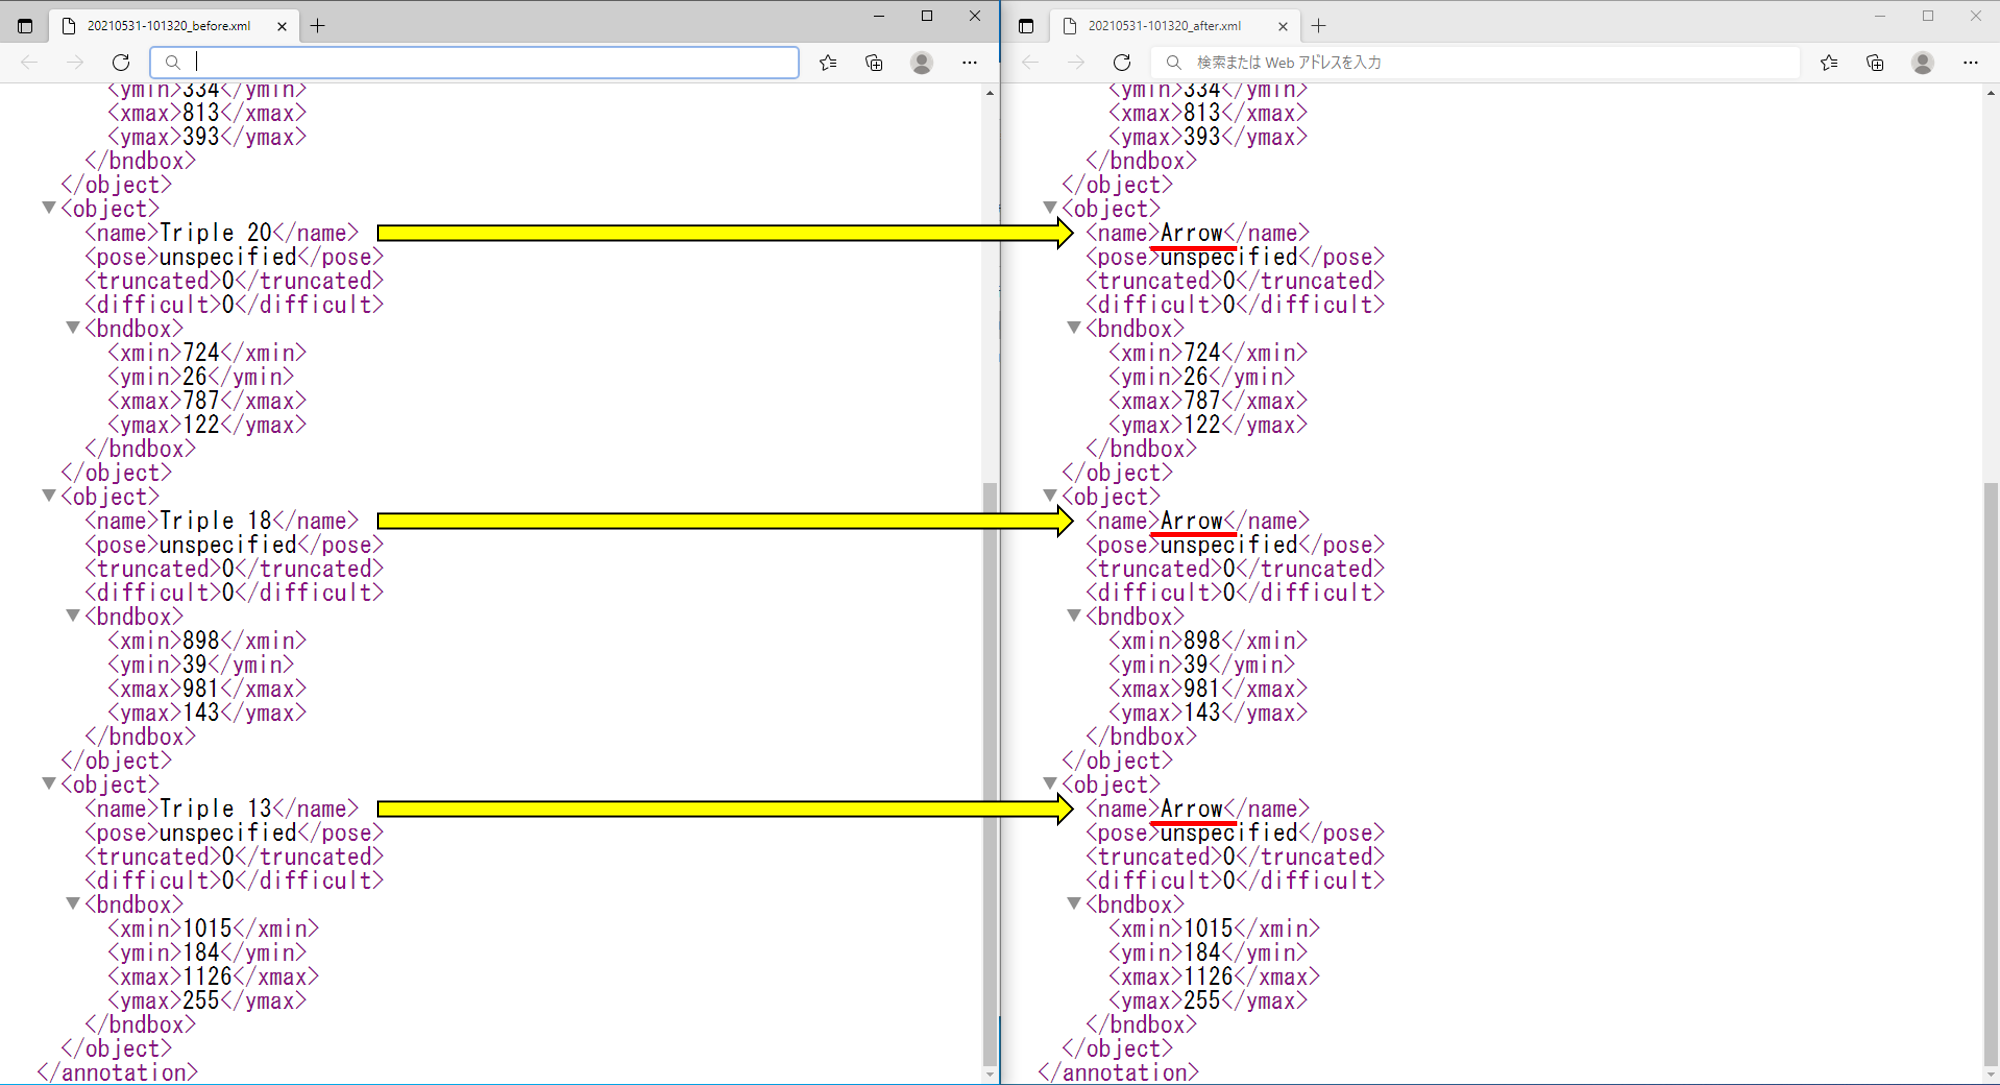 20210531-101320_before.xml
<ymin>334</ymin>
<xmax>813</xmax>
<ymax>393</ymax>
</bndbox>
</object>
<object>
<name>Triple 20</name>
<pose>unspecified</pose>
<truncated>0</truncated>
<difficult>0</difficult>
<bndbox>
<xmin>724</xmin>
<ymin>26</ymin>
<xmax>787</xmax>
<ymax>122</ymax>
</bndbox>
</object>
<object>
<name>Triple 18</name>
<pose>unspecified</pose>
<truncated>0</truncated>
<difficult>0</difficult>
<bndbox>
<xmin>898</xmin>
<ymin>39</ymin>
<xmax>981</xmax>
<ymax>143</ymax>
</bndbox>
</object>
<object>
<name>Triple 13</name>
<pose>unspecified</pose>
<truncated>0</truncated>
<difficult>0</difficult>
<bndbox>
<xmin>1015</xmin>
<ymin>184</ymin>
<xmax>1126</xmax>
<ymax>255</ymax>
</bndbox>
</object>
</annotation>
20210531-101320_after.xml
検索または Web アドレスを入力
<ymin>334</ymin>
<xmax>813</xmax>
<ymax>393</ymax>
</bndbox>
</object>
<object>
<name>Arrow</name>
<pose>unspecified</pose>
<truncated>0</truncated>
<difficult>0</difficult>
<bndbox>
<xmin>724</xmin>
<ymin>26</ymin>
<xmax>787</xmax>
<ymax>122</ymax>
</bndbox>
</object>
<object>
<name>Arrow</name>
<pose>unspecified</pose>
<truncated>0</truncated>
<difficult>0</difficult>
<bndbox>
<xmin>898</xmin>
<ymin>39</ymin>
<xmax>981</xmax>
<ymax>143</ymax>
</bndbox>
</object>
<object>
<name>Arrow</name>
<pose>unspecified</pose>
<truncated>0</truncated>
<difficult>0</difficult>
<bndbox>
<xmin>1015</xmin>
<ymin>184</ymin>
<xmax>1126</xmax>
<ymax>255</ymax>
</bndbox>
</object>
</annotation>